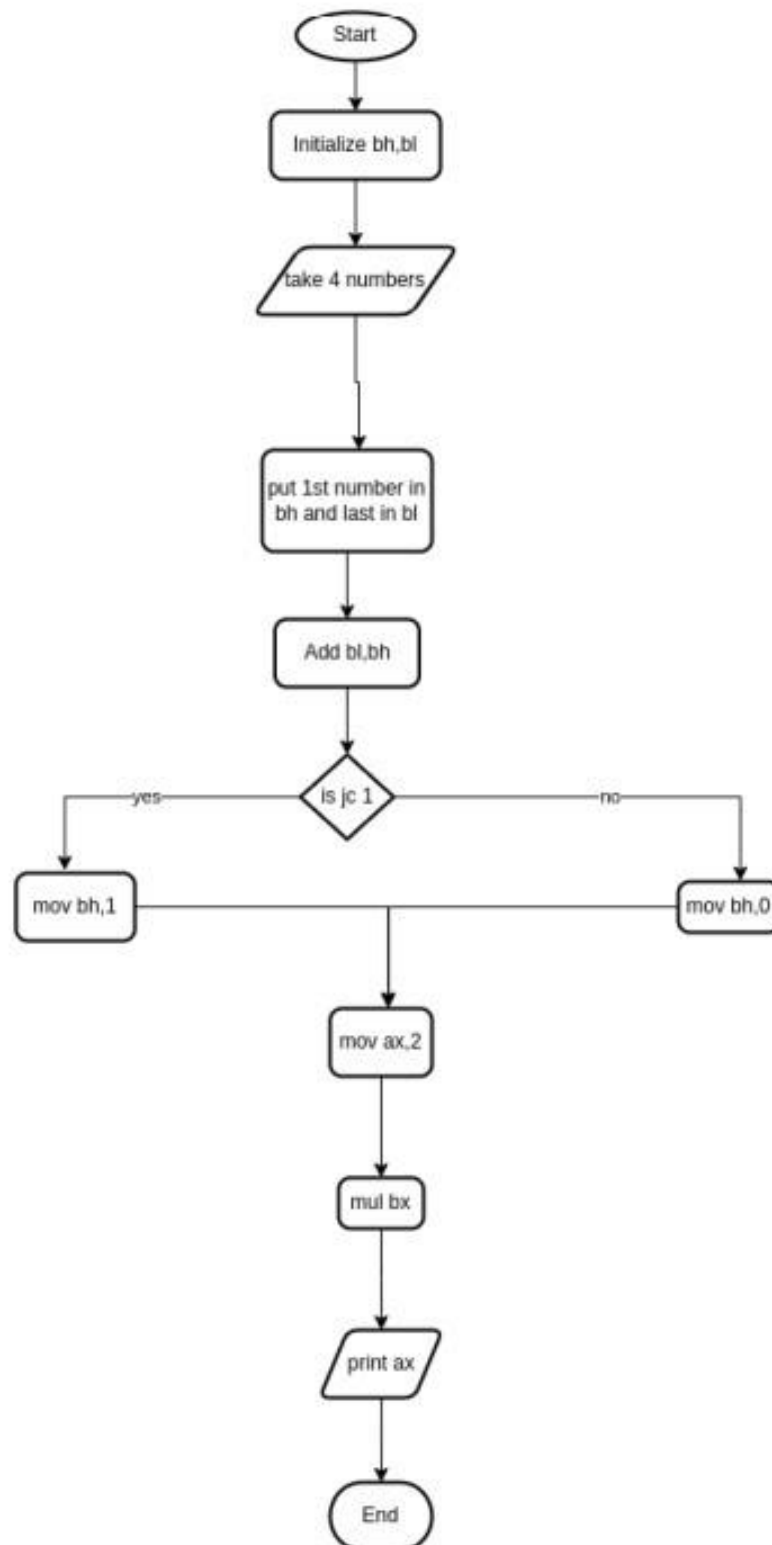 Start
Initialize bh,bl
take 4 numbers
put 1st number in
bh and last in bl
Add bl,bh
is jc 1
yes
no
mov bh,1
mov bh,0
mov ax,2
mul bx
print ax
End